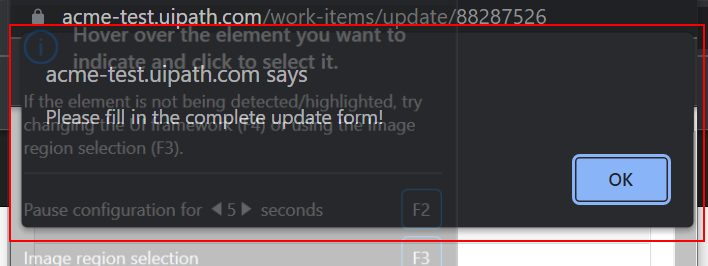 acme-test.uipath.com/work-items/update/88287526
Hover over the element you want to
indicate and click to select it.
acme-test.uipath.com says
If the element is not being detected/highlighted, try
Please fill in the complete update form!
changing the UI framework (F4) or using the image
region selection (F3).
OK
Pause configuration for 5 seconds F2
Image region selection F3